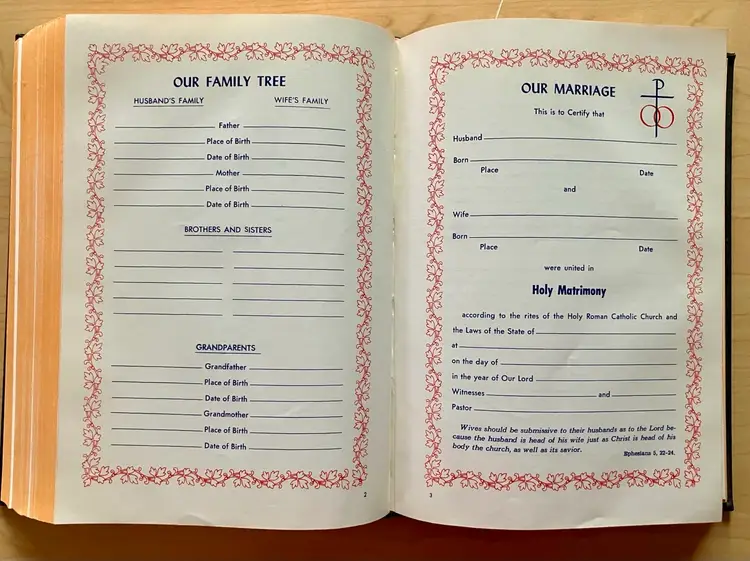 OUR FAMILY TREE
HUSBAND'S FAMILY WIFE'S FAMILY
Father
Place of Birth
Date of Birth
Mother
Place of Birth
Date of Birth
BROTHERS AND SISTERS
GRANDPARENTS
Grandfather
Place of Birth
Date of Birth
Grandmother
Place of Birth
Date of Birth
2
OUR MARRIAGE
This is to Certify that
Husband
Born
Place Date
and
Wife
Born
Place Date
were united in
Holy Matrimony
according to the rites of the Holy Roman Catholic Church and
the Laws of the State of
at
on the day of
in the year of Our Lord
Witnesses and
Pastor
Wives should be submissive to their husbands as to the Lord be-
cause the husband is head of his wife just as Christ is head of his
body the church, as well as its savior.
Ephesians 5, 22-24.
3